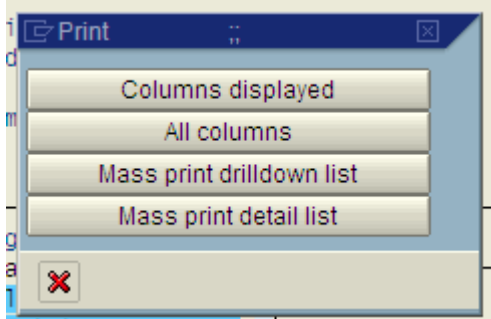 Print
Columns displayed
All columns
Mass print drilldown list
Mass print detail list